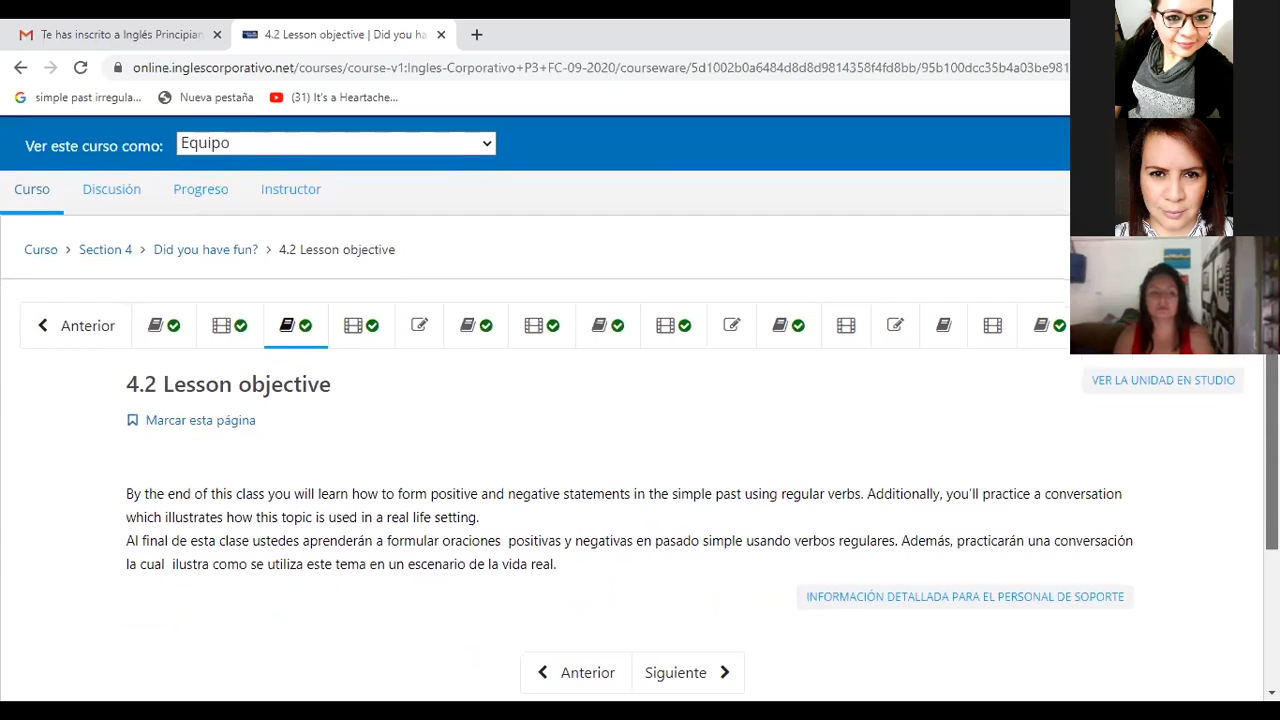 Te has inscrito a Inglés Principian
4.2 Lesson objective | Did you ha
online.inglescorporativo.net/courses/course-v1:Ingles-Corporativo+P3+FC-09-2020/courseware/5d1002b0a6484d8d8d9814358f4fd8bb/95b100dcc35b4a03be981
simple past irregula...
Nueva pestaña
(31) It's a Heartache...
Ver este curso como:
Equipo
Curso
Discusión
Progreso
Instructor
Curso > Section 4 > Did you have fun? > 4.2 Lesson objective
Anterior
4.2 Lesson objective
VER LA UNIDAD EN STUDIO
Marcar esta página
By the end of this class you will learn how to form positive and negative statements in the simple past using regular verbs. Additionally, you'll practice a conversation
which illustrates how this topic is used in a real life setting.
Al final de esta clase ustedes aprenderán a formular oraciones positivas y negativas en pasado simple usando verbos regulares. Además, practicarán una conversación
la cual ilustra como se utiliza este tema en un escenario de la vida real.
INFORMACIÓN DETALLADA PARA EL PERSONAL DE SOPORTE
Anterior
Siguiente